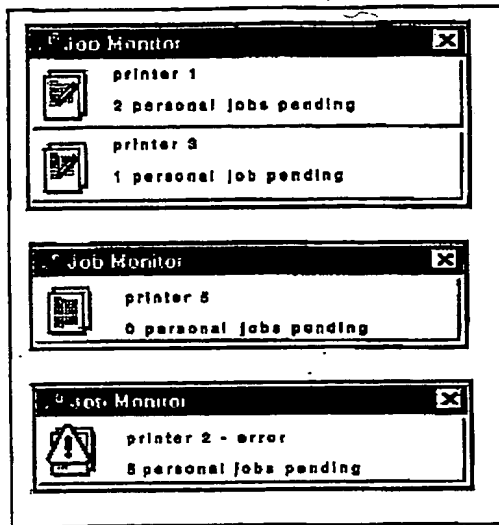 Job Monitor
printer 1
2 personal jobs pending
printer 3
1 personal job pending
Job Monitor
printer 5
0 personal jobs pending
Job Monitor
printer 2 - error
5 personal jobs pending